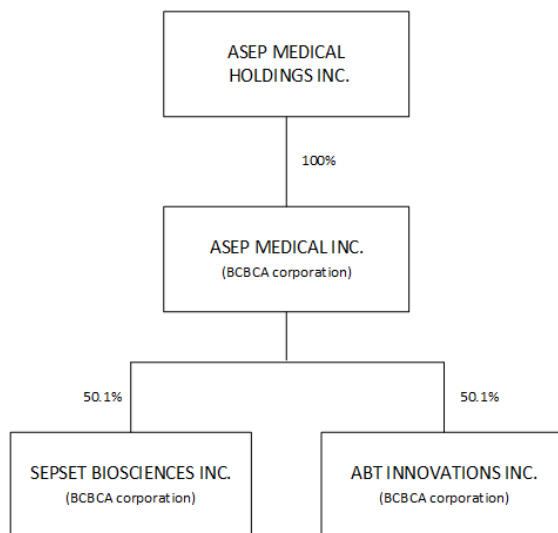 ASEP MEDICAL
HOLDINGS INC.
100%
ASEP MEDICAL INC.
(BCBCA corporation)
50.1%
50.1%
SEPSET BIOSCIENCES INC.
(BCBCA corporation)
ABT INNOVATIONS INC.
(BCBCA corporation)